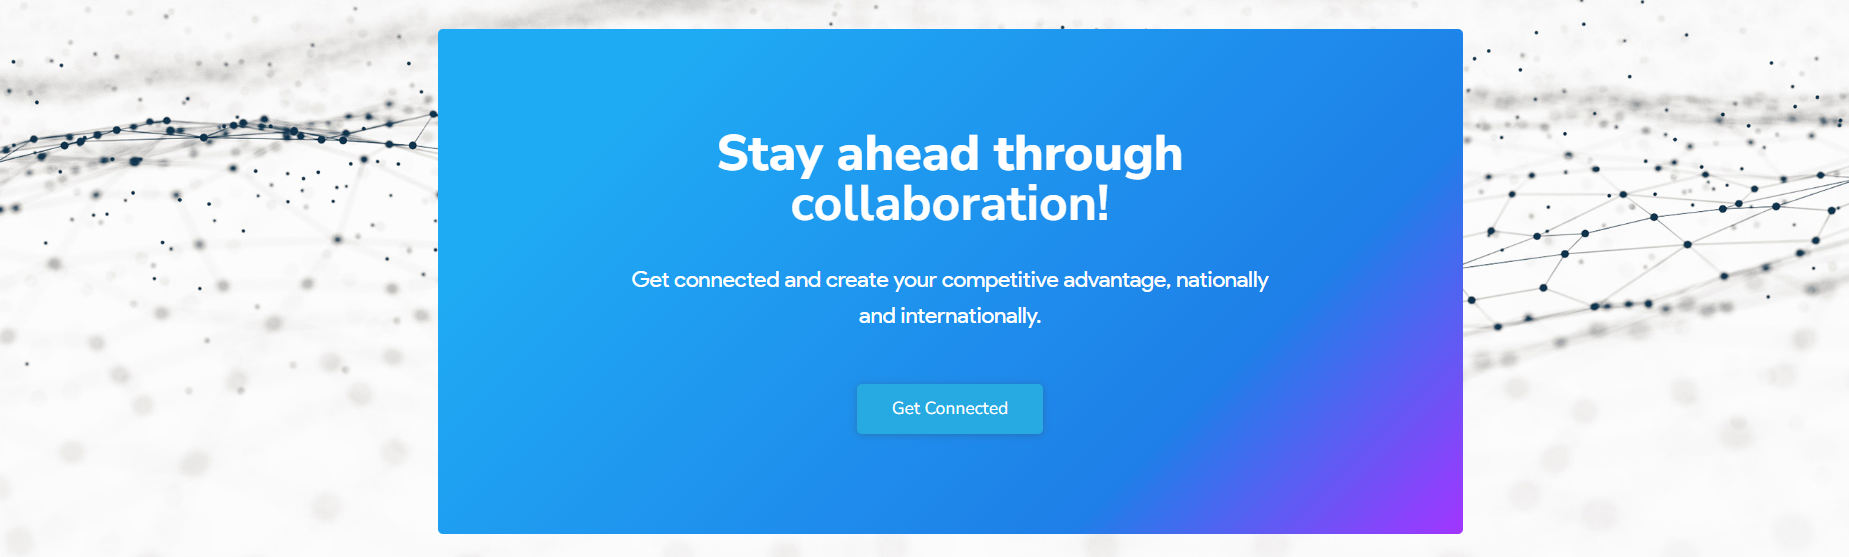 Stay ahead through
collaboration!
Get connected and create your competitive advantage, nationally
and internationally.
Get Connected